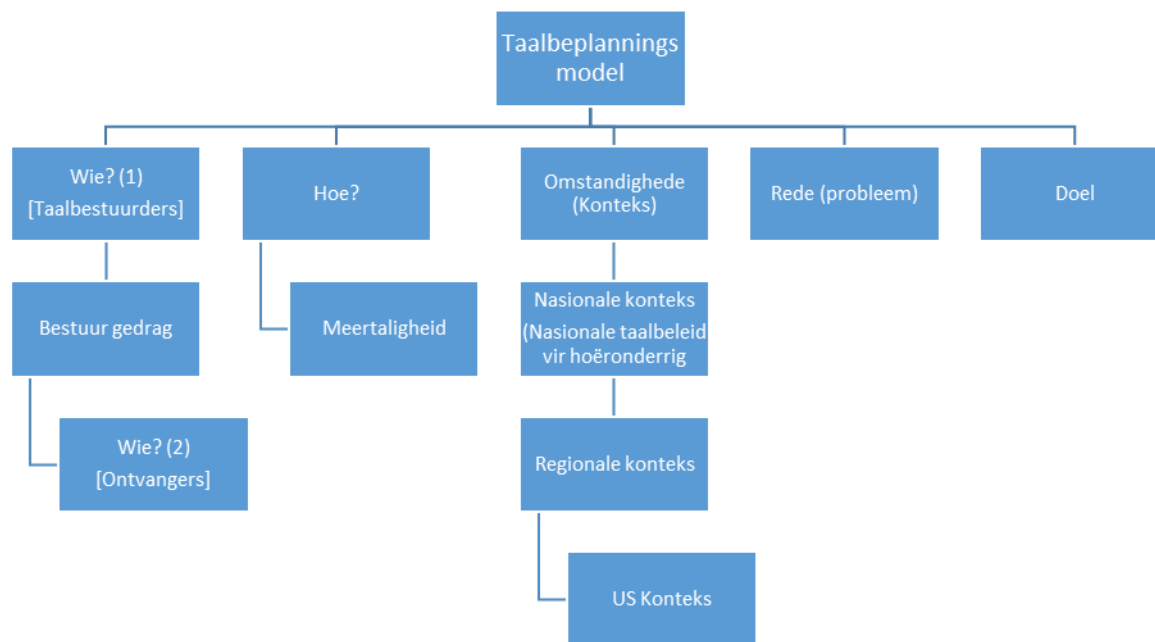 Taalbeplannings
model
Wie? (1)
[Taalbestuurders]
Hoe?
Omstandighede
(Konteks)
Rede (probleem)
Doel
Bestuur gedrag
Meertaligheid
Nasionale konteks
(Nasionale taalbeleid
vir hoëronderrig
Wie? (2)
[Ontvangers]
Regionale konteks
US Konteks